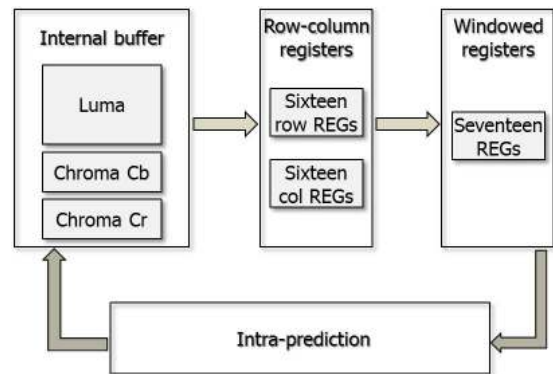 Internal buffer
Luma
Chroma Cb
Chroma Cr
Row-column
registers
Sixteen
row REGs
Sixteen
col REGs
Windowed
registers
Seventeen
REGs
Intra-prediction